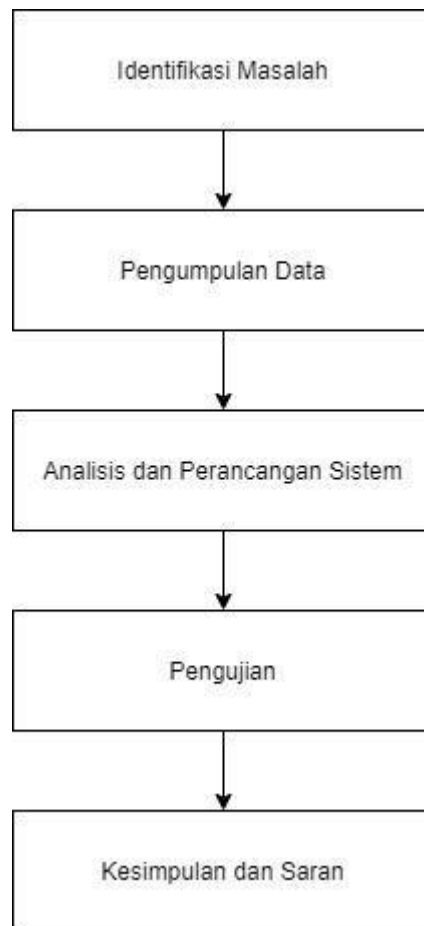 Identifikasi Masalah
Pengumpulan Data
Analisis dan Perancangan Sistem
Pengujian
Kesimpulan dan Saran